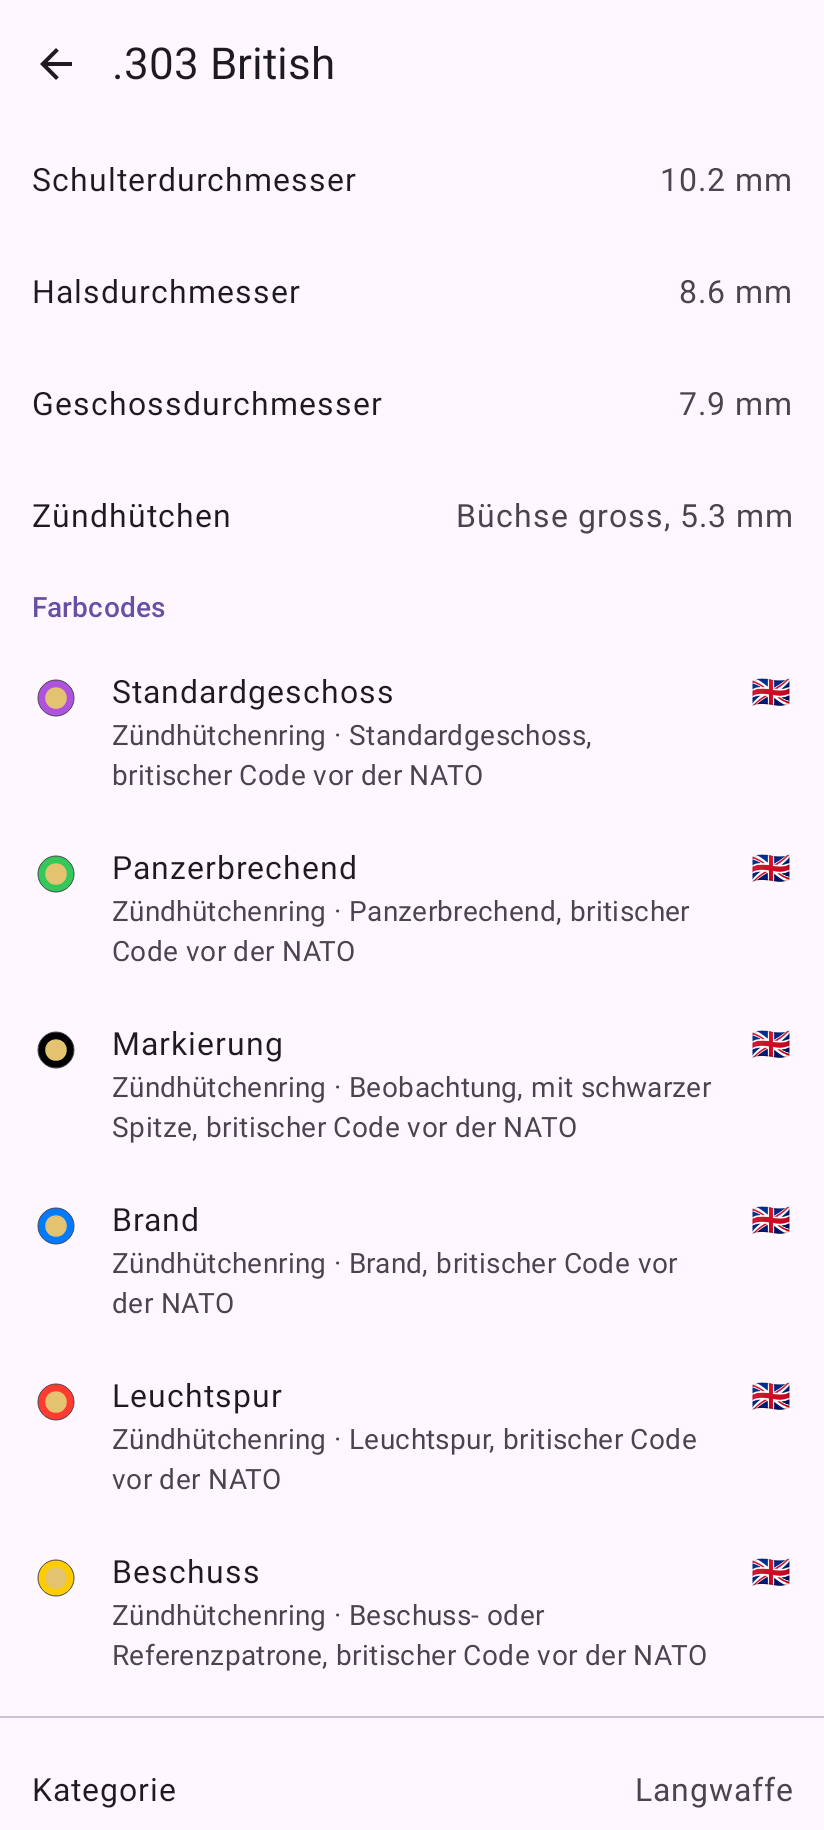 .303 British
Schulterdurchmesser 10.2 mm
Halsdurchmesser 8.6 mm
Geschossdurchmesser 7.9 mm
Zündhütchen Büchse gross, 5.3 mm
Farbcodes
Standardgeschoss
Zündhütchenring · Standardgeschoss,
britischer Code vor der NATO
Panzerbrechend
Zündhütchenring · Panzerbrechend, britischer
Code vor der NATO
Markierung
Zündhütchenring · Beobachtung, mit schwarzer
Spitze, britischer Code vor der NATO
Brand
Zündhütchenring · Brand, britischer Code vor
der NATO
Leuchtspur
Zündhütchenring · Leuchtspur, britischer Code
vor der NATO
Beschuss
Zündhütchenring · Beschuss- oder
Referenzpatrone, britischer Code vor der NATO
Kategorie Langwaffe